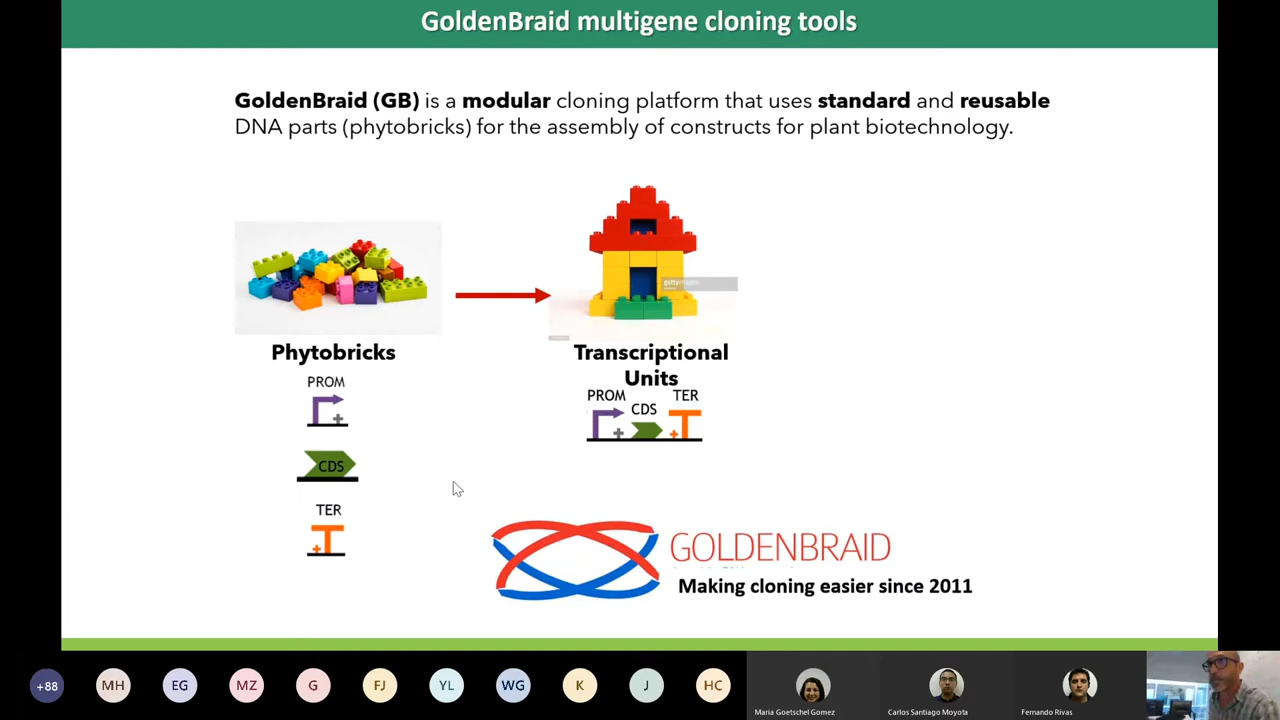 GoldenBraid multigene cloning tools
GoldenBraid (GB) is a modular cloning platform that uses standard and reusable
DNA parts (phytobricks) for the assembly of constructs for plant biotechnology.
gettyimages
Phytobricks
PROM
CDS
TER
Transcriptional
Units
PROM
CDS
TER
GOLDENBRAID
Making cloning easier since 2011
+88
MH
EG
MZ
G
FJ
YL
WG
K
J
HC
Maria Goetschel Gomez
Carlos Santiago Moyota
Fernando Rivas